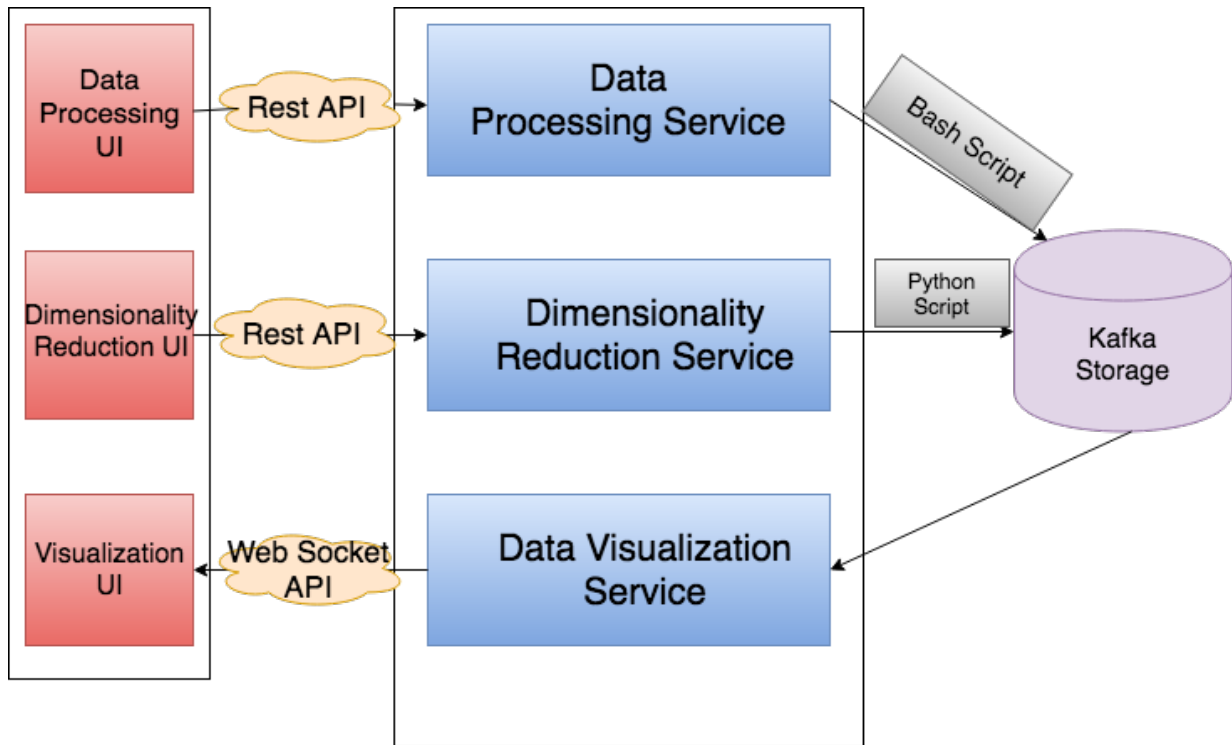 Data
Processing
UI
Rest API
Data
Processing Service
Bash Script
Dimensionality
Reduction UI
Rest API
Dimensionality
Reduction Service
Python
Script
Kafka
Storage
Visualization
UI
Web Socket
API
Data Visualization
Service